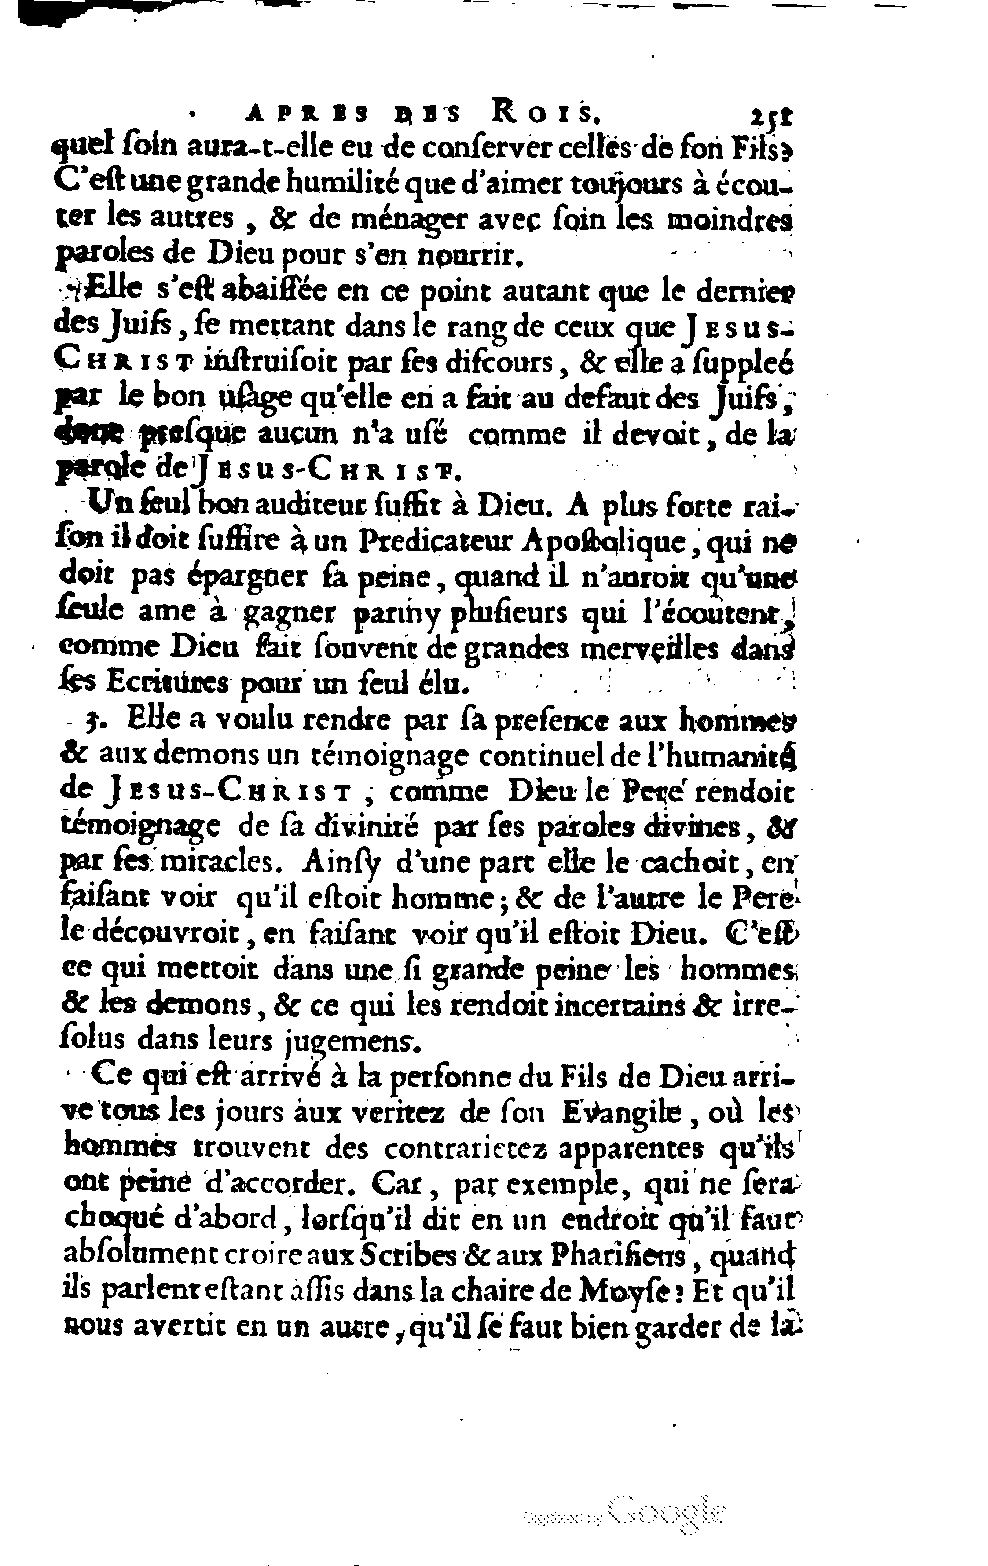 APRES DES ROIS. 251
quel ſoin aura-t-elle eu de conſerver celles de ſon Fils?
C'eſt une grande humilité que d'aimer toûjours à écou-
ter les autres, & de ménager avec ſoin les moindres
paroles de Dieu pour s'en nourrir.
Elle s'eſt abaiſſée en ce point autant que le dernier
des Juifs, ſe mettant dans le rang de ceux que JESUS-
CHRIST inſtruiſoit par ſes diſcours, & elle a ſuppleé
par le bon uſage qu'elle en a fait au defaut des Juifs,
dont preſque aucun n'a uſé comme il devoit, de la
parole de JESUS-CHRIST.
Un ſeul bon auditeur ſuffit à Dieu. A plus forte rai-
ſon il doit ſuffire à un Predicateur Apoſtolique, qui ne
doit pas épargner ſa peine, quand il n'auroit qu'une
ſeule ame à gagner parmy pluſieurs qui l'écoutent,
comme Dieu fait ſouvent de grandes merveilles dans
ſes Ecritures pour un ſeul élu.
3. Elle a voulu rendre par ſa preſence aux hommes
& aux demons un témoignage continuel de l'humanité
de JESUS-CHRIST, comme Dieu le Pere rendoit
témoignage de ſa divinité par ſes paroles divines, &
par ſes miracles. Ainſy d'une part elle le cachoit, en
faiſant voir qu'il eſtoit homme; & de l'autre le Pere
le découvroit, en faiſant voir qu'il eſtoit Dieu. C'eſt
ce qui mettoit dans une ſi grande peine les hommes
& les demons, & ce qui les rendoit incertains & irre-
ſolus dans leurs jugemens.
Ce qui eſt arrivé à la perſonne du Fils de Dieu arri-
ve tous les jours aux veritez de ſon Evangile, où les
hommes trouvent des contrarietez apparentes qu'ils
ont peine d'accorder. Car, par exemple, qui ne ſera
choqué d'abord, lorſqu'il dit en un endroit qu'il faut
abſolument croire aux Scribes & aux Phariſiens, quand
ils parlent eſtant aſſis dans la chaire de Moyſe? Et qu'il
nous avertit en un autre, qu'il ſe faut bien garder de la
Digitized by Google